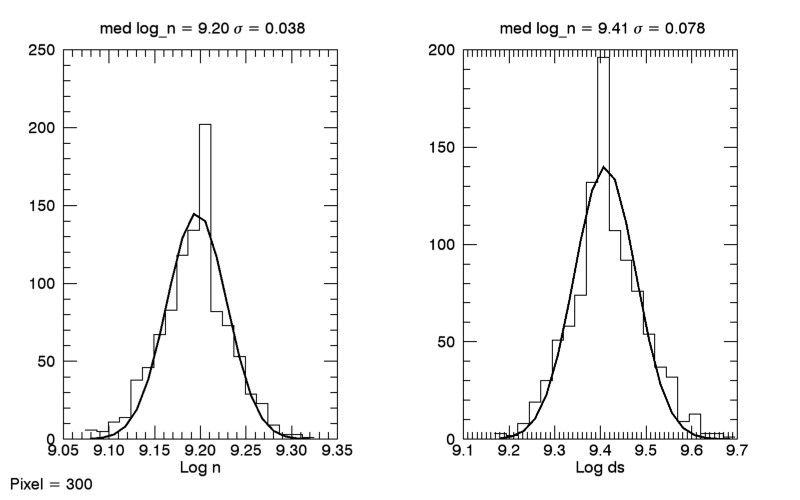 med log_n = 9.20 σ = 0.038
250
200
150
100
50
0
9.05 9.10 9.15 9.20 9.25 9.30 9.35
Log n
med log_n = 9.41 σ = 0.078
200
150
100
50
0
9.1 9.2 9.3 9.4 9.5 9.6 9.7
Log ds
Pixel = 300